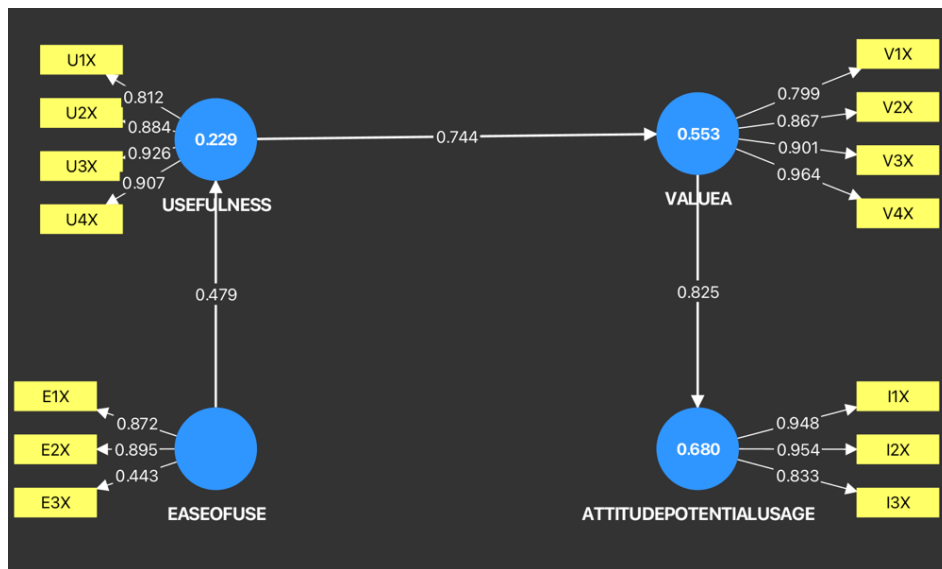 U1X
U2X
U3X
U4X
0.812
0.884
0.926
0.907
0.229
USEFULNESS
0.744
0.553
VALUEA
0.799
0.867
0.901
0.964
V1X
V2X
V3X
V4X
0.479
0.825
E1X
E2X
E3X
0.872
0.895
0.443
EASEOFUSE
0.680
ATTITUDEPOTENTIALUSAGE
0.948
0.954
0.833
I1X
I2X
I3X